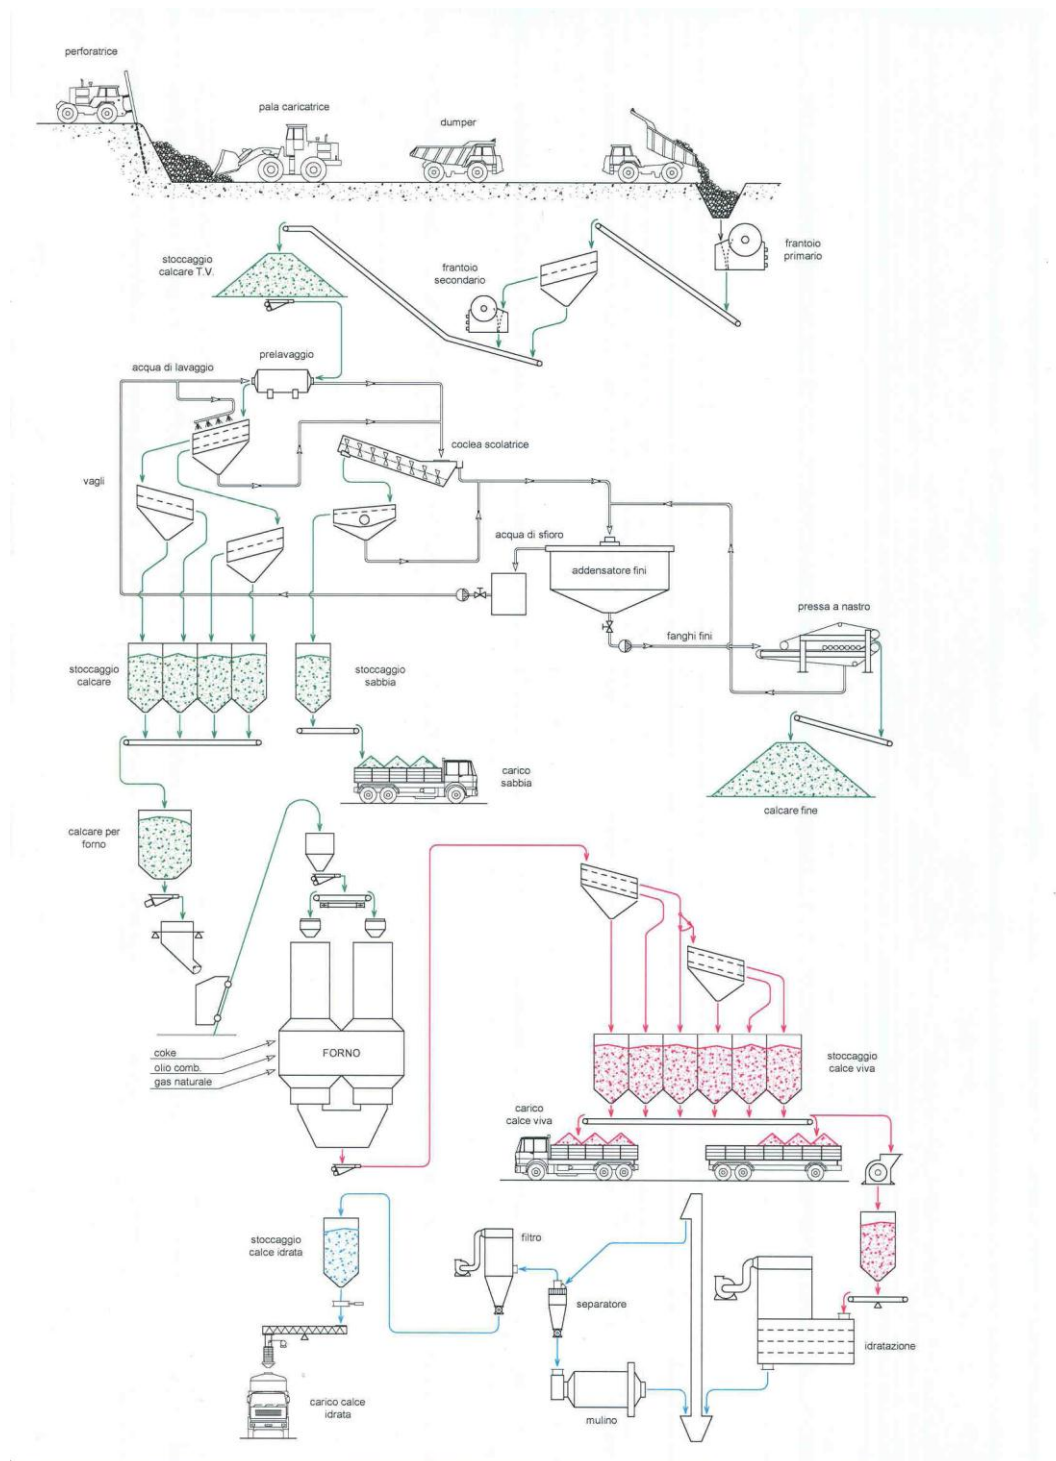 perforatrice
pala caricatrice
dumper
frantoio
primario
stoccaggio
calcare T.V.
frantoio
secondario
prelavaggio
acqua di lavaggio
coclea scolatrice
vagli
acqua di sfioro
addensatore fini
pressa a nastro
fanghi fini
stoccaggio
calcare
stoccaggio
sabbia
carico
sabbia
calcare fine
calcare per
forno
FORNO
coke
olio comb.
gas naturale
stoccaggio
calce viva
carico
calce viva
stoccaggio
calce idrata
filtro
separatore
idratazione
mulino
carico calce
idrata